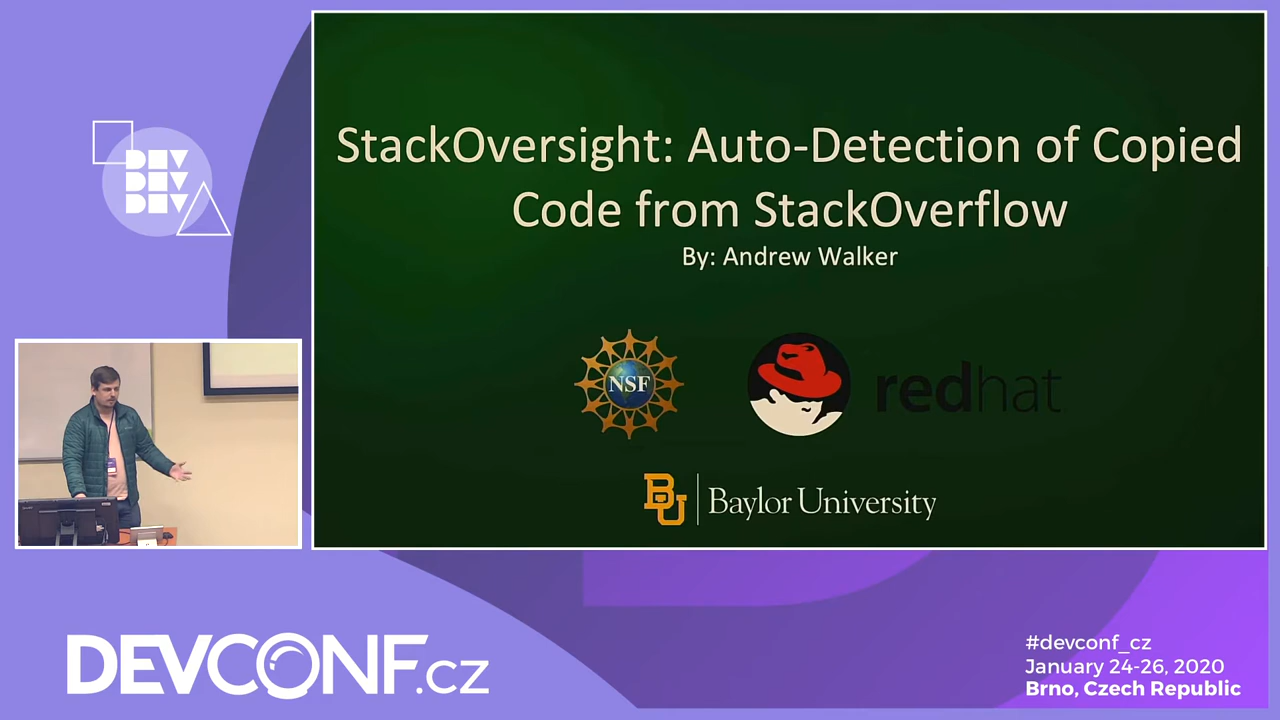 DEV
DEV
DEV
StackOversight: Auto-Detection of Copied
Code from StackOverflow
By: Andrew Walker
NSF
redhat
BU Baylor University
DEVCONF.cz
#devconf_cz
January 24-26, 2020
Brno, Czech Republic